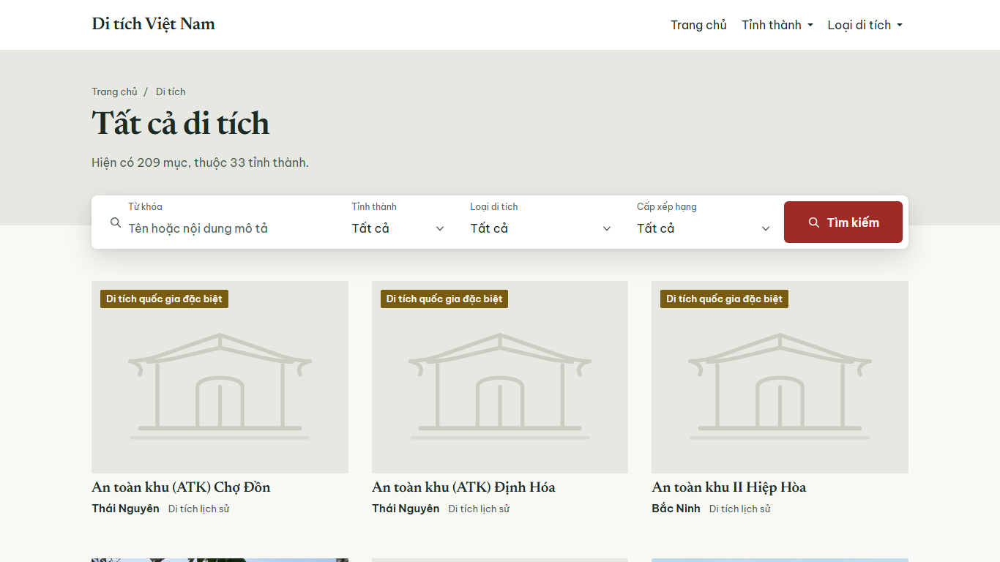 Di tích Việt Nam
Trang chủ
Tỉnh thành
Loại di tích
Trang chủ / Di tích
Tất cả di tích
Hiện có 209 mục, thuộc 33 tỉnh thành.
Từ khóa
Tên hoặc nội dung mô tả
Tỉnh thành
Tất cả
Loại di tích
Tất cả
Cấp xếp hạng
Tất cả
Tìm kiếm
Di tích quốc gia đặc biệt
Di tích quốc gia đặc biệt
Di tích quốc gia đặc biệt
An toàn khu (ATK) Chợ Đồn
Thái Nguyên Di tích lịch sử
An toàn khu (ATK) Định Hóa
Thái Nguyên Di tích lịch sử
An toàn khu II Hiệp Hòa
Bắc Ninh Di tích lịch sử